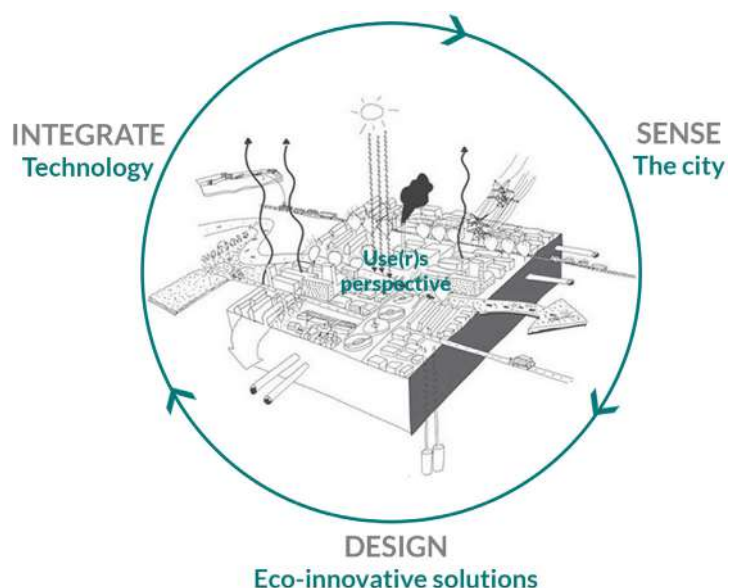 INTEGRATE
Technology
SENSE
The city
Use(r)s
perspective
DESIGN
Eco-innovative solutions